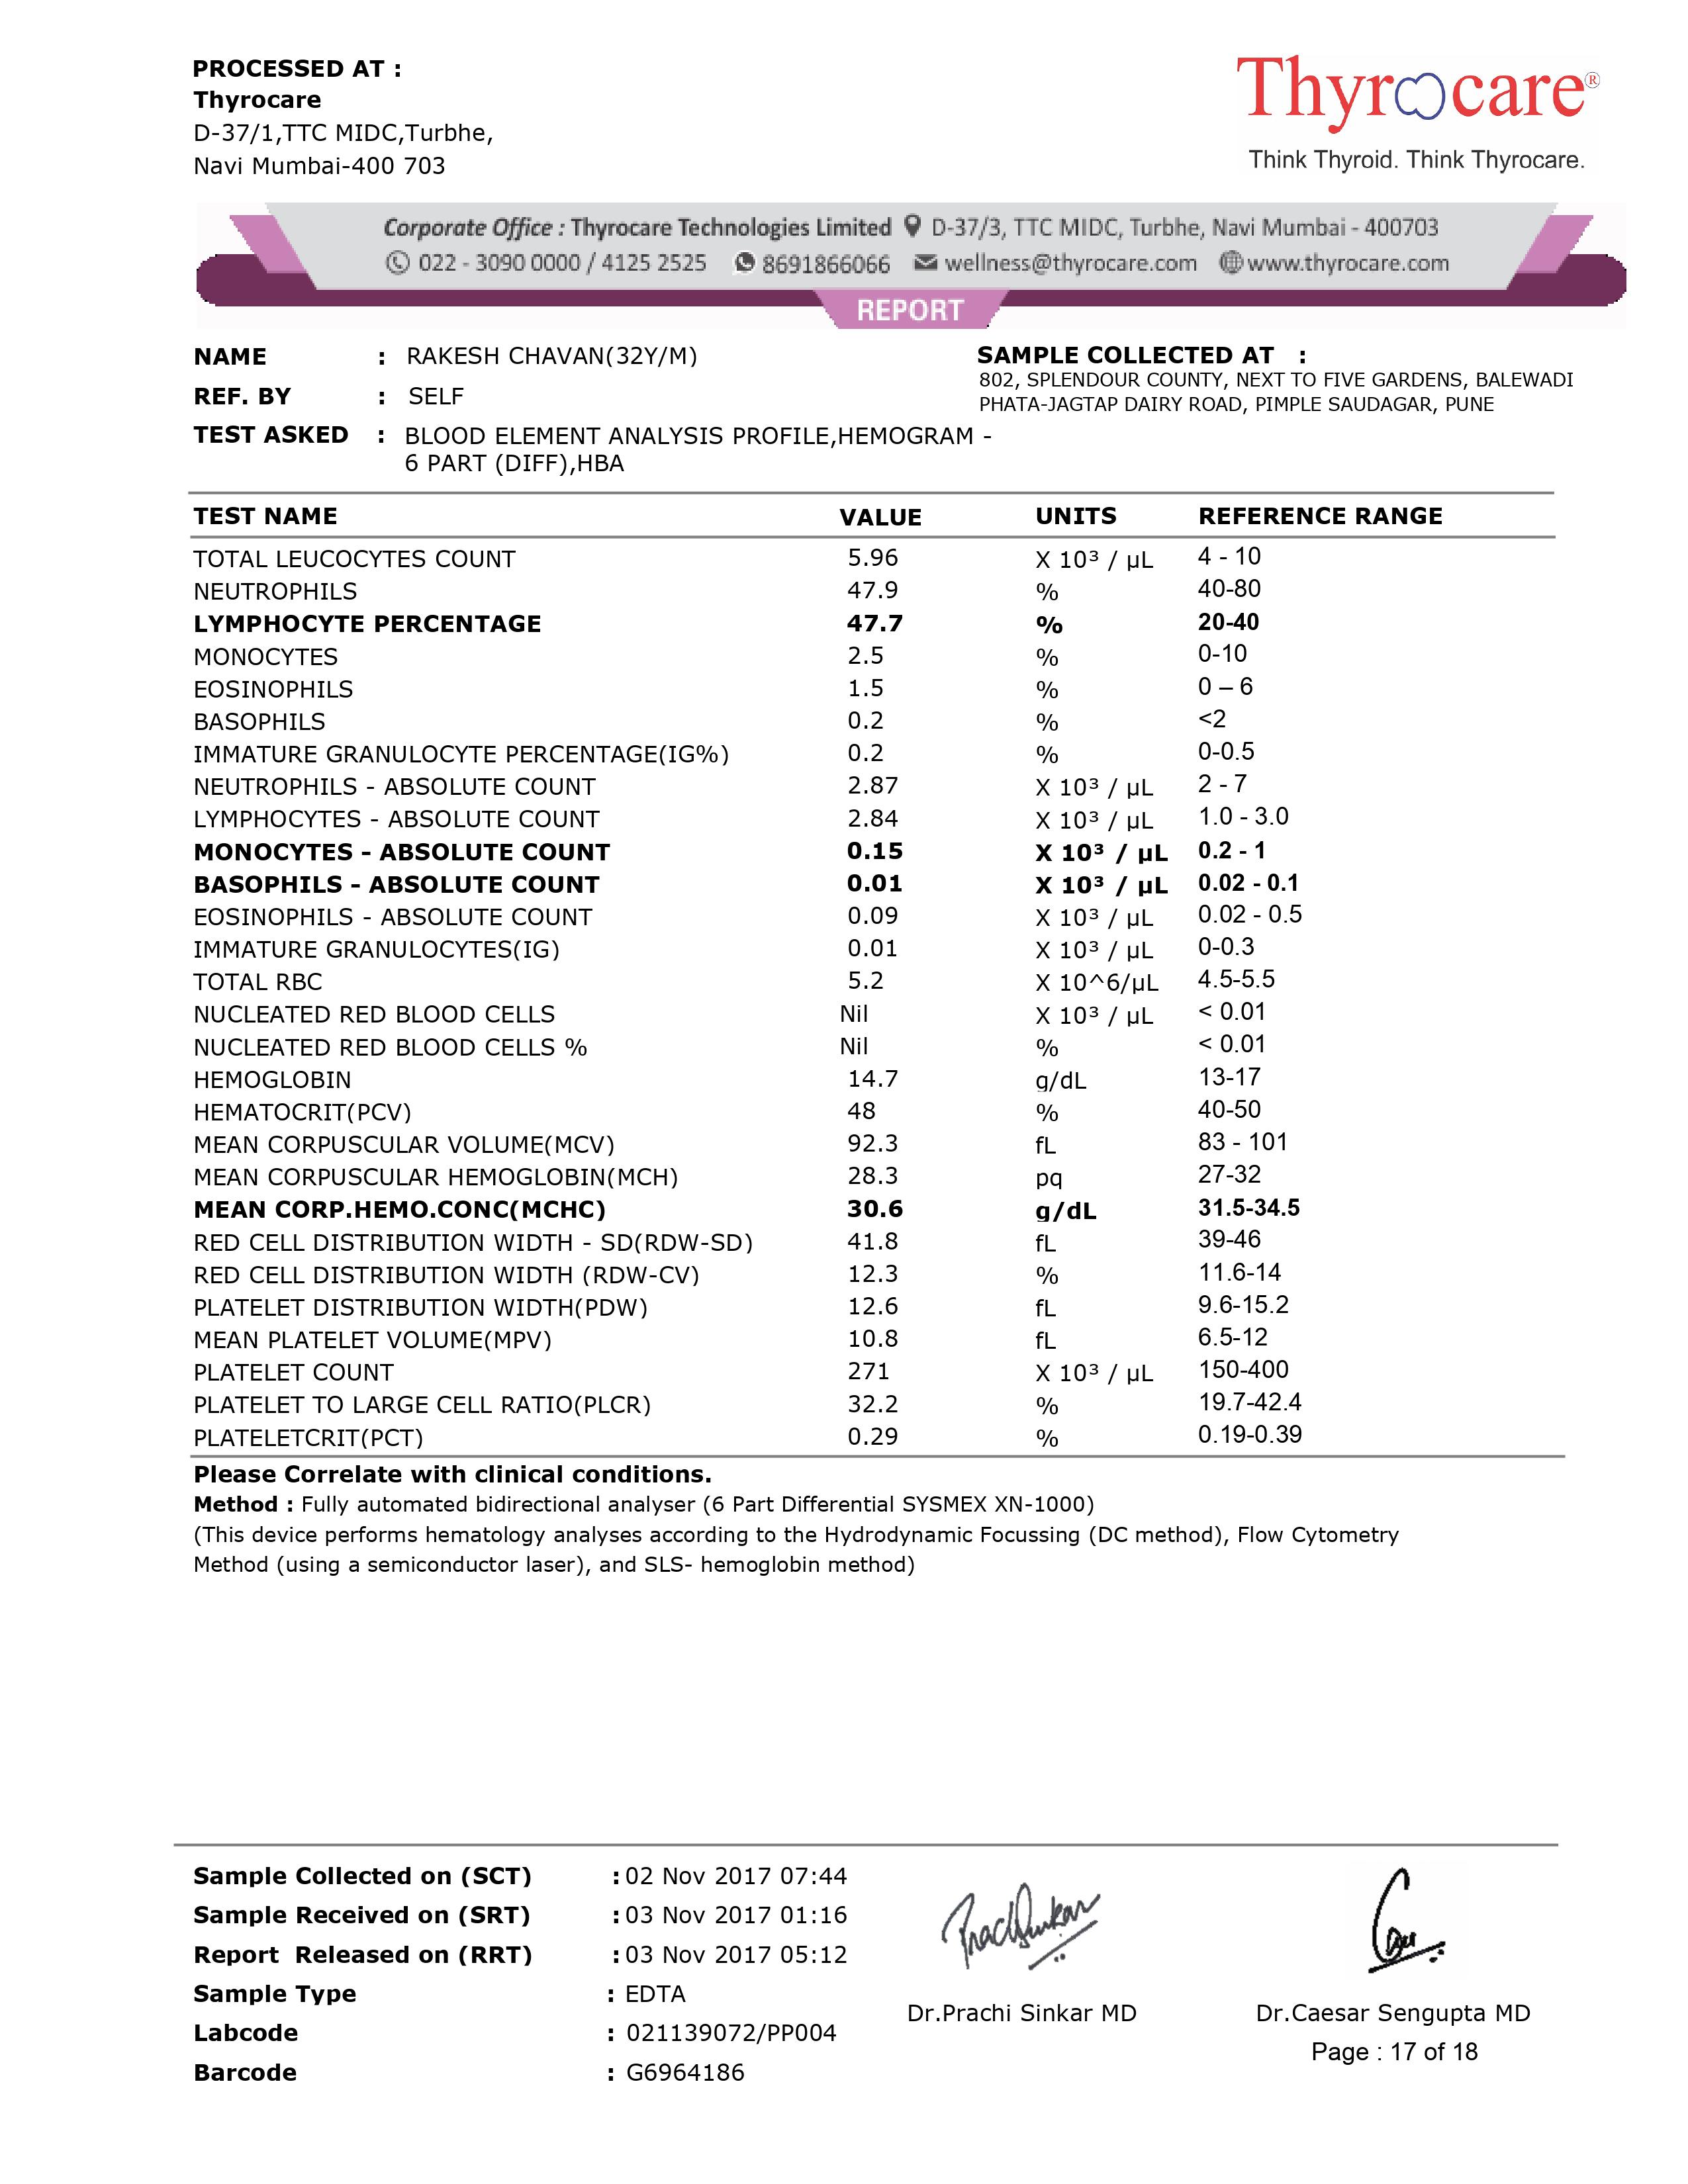 PROCESSED AT :
Thyrocare
D-37/1,TTC MIDC,Turbhe,
Navi Mumbai-400 703
Thyrocare®
Think Thyroid. Think Thyrocare.
Corporate Office : Thyrocare Technologies Limited D-37/3, TTC MIDC, Turbhe, Navi Mumbai - 400703
022 - 3090 0000 / 4125 2525 8691866066 wellness@thyrocare.com www.thyrocare.com
REPORT
NAME : RAKESH CHAVAN(32Y/M)
REF. BY : SELF
TEST ASKED : BLOOD ELEMENT ANALYSIS PROFILE,HEMOGRAM -
6 PART (DIFF),HBA
SAMPLE COLLECTED AT :
802, SPLENDOUR COUNTY, NEXT TO FIVE GARDENS, BALEWADI
PHATA-JAGTAP DAIRY ROAD, PIMPLE SAUDAGAR, PUNE
TEST NAME VALUE UNITS REFERENCE RANGE
TOTAL LEUCOCYTES COUNT 5.96 X 10³ / µL 4 - 10
NEUTROPHILS 47.9 % 40-80
LYMPHOCYTE PERCENTAGE 47.7 % 20-40
MONOCYTES 2.5 % 0-10
EOSINOPHILS 1.5 % 0 – 6
BASOPHILS 0.2 % <2
IMMATURE GRANULOCYTE PERCENTAGE(IG%) 0.2 % 0-0.5
NEUTROPHILS - ABSOLUTE COUNT 2.87 X 10³ / µL 2 - 7
LYMPHOCYTES - ABSOLUTE COUNT 2.84 X 10³ / µL 1.0 - 3.0
MONOCYTES - ABSOLUTE COUNT 0.15 X 10³ / µL 0.2 - 1
BASOPHILS - ABSOLUTE COUNT 0.01 X 10³ / µL 0.02 - 0.1
EOSINOPHILS - ABSOLUTE COUNT 0.09 X 10³ / µL 0.02 - 0.5
IMMATURE GRANULOCYTES(IG) 0.01 X 10³ / µL 0-0.3
TOTAL RBC 5.2 X 10^6/µL 4.5-5.5
NUCLEATED RED BLOOD CELLS Nil X 10³ / µL < 0.01
NUCLEATED RED BLOOD CELLS % Nil % < 0.01
HEMOGLOBIN 14.7 g/dL 13-17
HEMATOCRIT(PCV) 48 % 40-50
MEAN CORPUSCULAR VOLUME(MCV) 92.3 fL 83 - 101
MEAN CORPUSCULAR HEMOGLOBIN(MCH) 28.3 pq 27-32
MEAN CORP.HEMO.CONC(MCHC) 30.6 g/dL 31.5-34.5
RED CELL DISTRIBUTION WIDTH - SD(RDW-SD) 41.8 fL 39-46
RED CELL DISTRIBUTION WIDTH (RDW-CV) 12.3 % 11.6-14
PLATELET DISTRIBUTION WIDTH(PDW) 12.6 fL 9.6-15.2
MEAN PLATELET VOLUME(MPV) 10.8 fL 6.5-12
PLATELET COUNT 271 X 10³ / µL 150-400
PLATELET TO LARGE CELL RATIO(PLCR) 32.2 % 19.7-42.4
PLATELETCRIT(PCT) 0.29 % 0.19-0.39
Please Correlate with clinical conditions.
Method : Fully automated bidirectional analyser (6 Part Differential SYSMEX XN-1000)
(This device performs hematology analyses according to the Hydrodynamic Focussing (DC method), Flow Cytometry
Method (using a semiconductor laser), and SLS- hemoglobin method)
Sample Collected on (SCT) : 02 Nov 2017 07:44
Sample Received on (SRT) : 03 Nov 2017 01:16
Report Released on (RRT) : 03 Nov 2017 05:12
Sample Type : EDTA
Labcode : 021139072/PP004
Barcode : G6964186
Dr.Prachi Sinkar MD
Dr.Caesar Sengupta MD
Page : 17 of 18